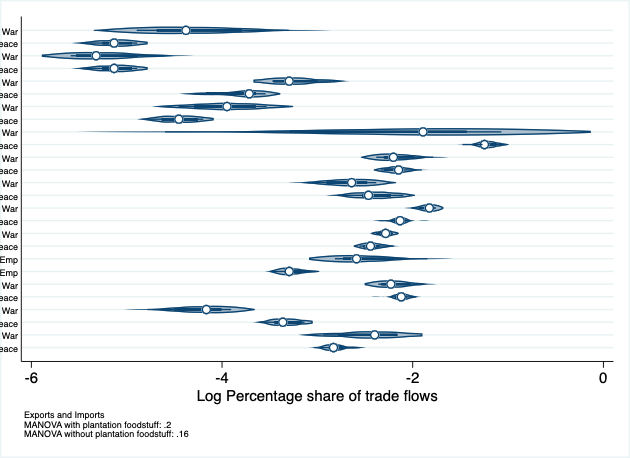 War
eace
War
eace
War
eace
War
eace
War
eace
War
eace
War
eace
War
eace
War
eace
Emp
Emp
War
eace
War
eace
War
eace
-6 -4 -2 0
Log Percentage share of trade flows
Exports and Imports
MANOVA with plantation foodstuff: .2
MANOVA without plantation foodstuff: .16